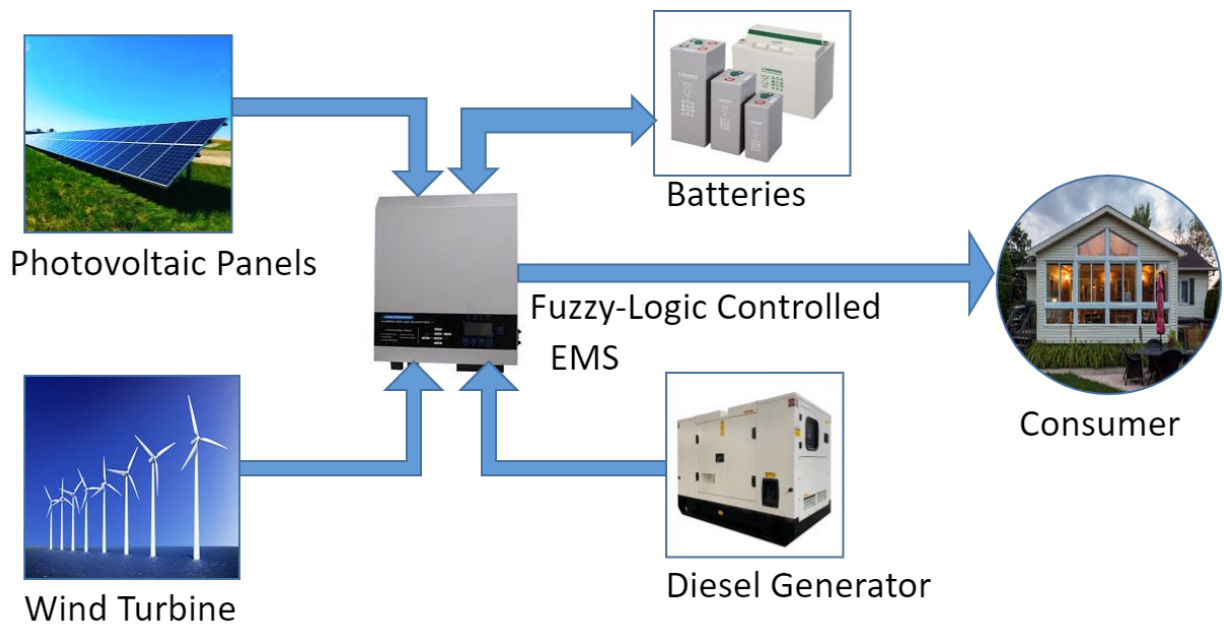 Photovoltaic Panels
Batteries
Fuzzy-Logic Controlled
EMS
Consumer
Wind Turbine
Diesel Generator